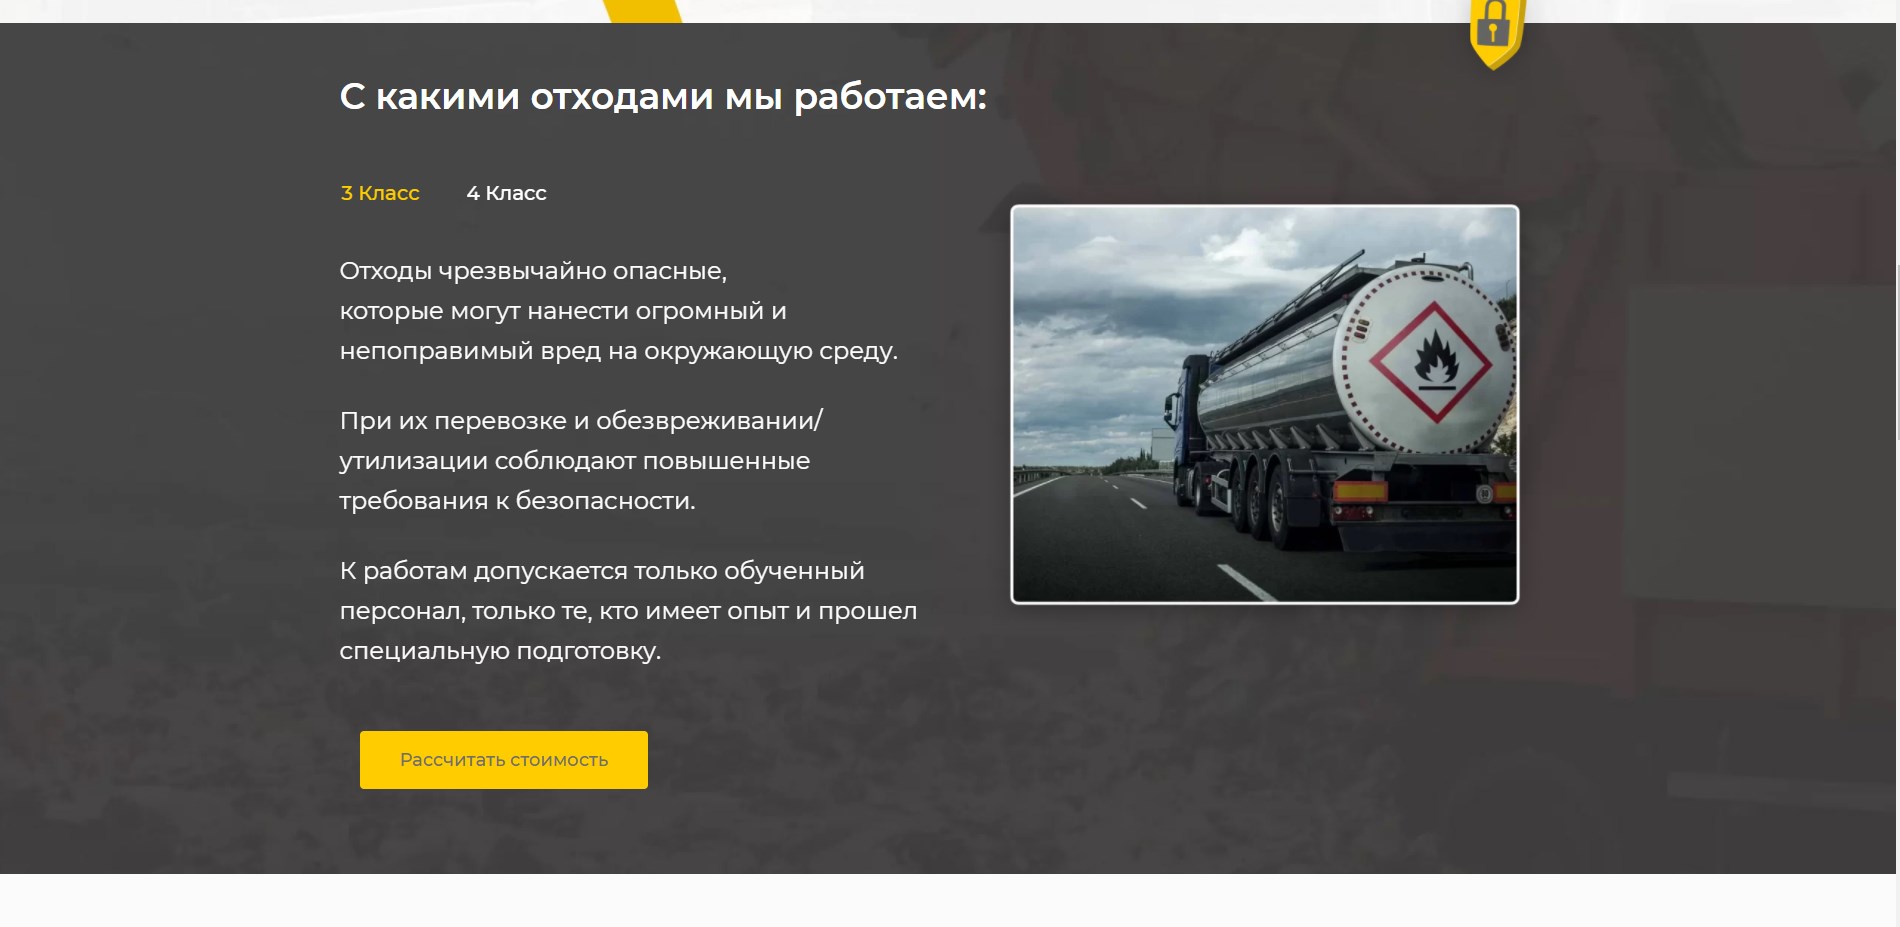 С какими отходами мы работаем:
3 Класс 4 Класс
Отходы чрезвычайно опасные,
которые могут нанести огромный и
непоправимый вред на окружающую среду.
При их перевозке и обезвреживании/
утилизации соблюдают повышенные
требования к безопасности.
К работам допускается только обученный
персонал, только те, кто имеет опыт и прошел
специальную подготовку.
Рассчитать стоимость